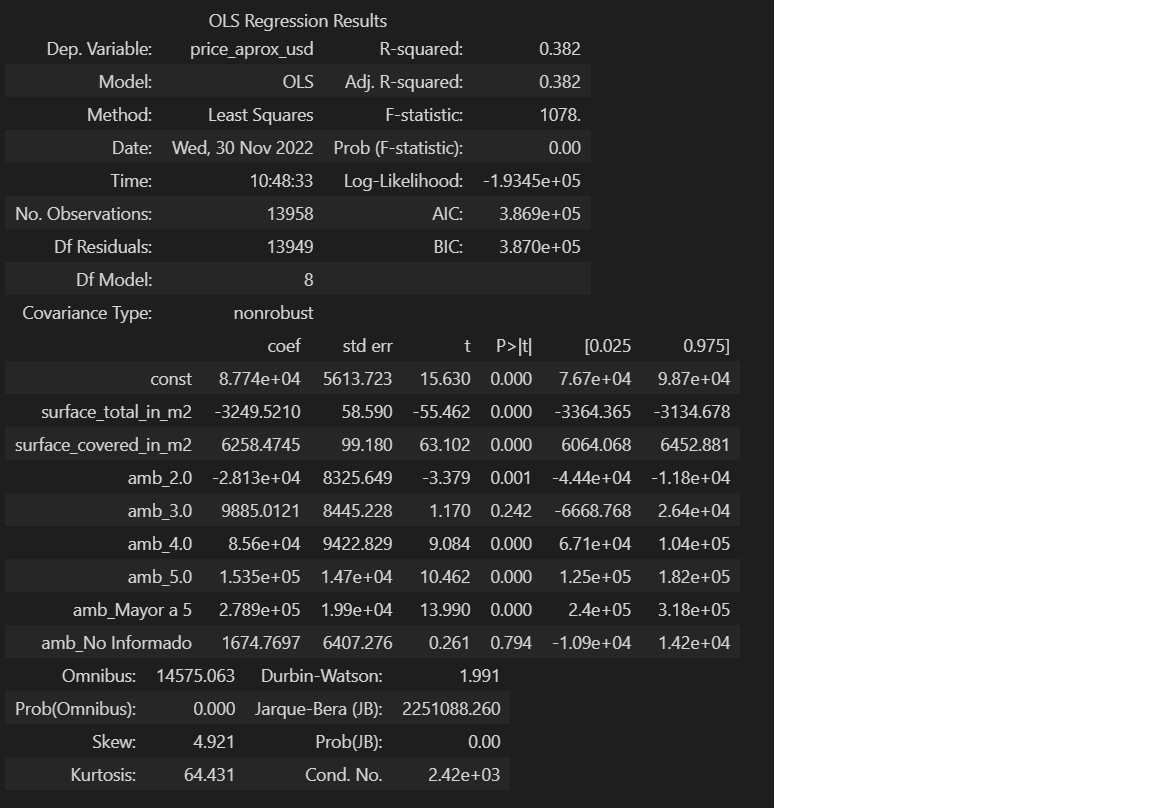 OLS Regression Results
Dep. Variable: price_aprox_usd R-squared: 0.382
Model: OLS Adj. R-squared: 0.382
Method: Least Squares F-statistic: 1078.
Date: Wed, 30 Nov 2022 Prob (F-statistic): 0.00
Time: 10:48:33 Log-Likelihood: -1.9345e+05
No. Observations: 13958 AIC: 3.869e+05
Df Residuals: 13949 BIC: 3.870e+05
Df Model: 8
Covariance Type: nonrobust
coef std err t P>|t| [0.025 0.975]
const 8.774e+04 5613.723 15.630 0.000 7.67e+04 9.87e+04
surface_total_in_m2 -3249.5210 58.590 -55.462 0.000 -3364.365 -3134.678
surface_covered_in_m2 6258.4745 99.180 63.102 0.000 6064.068 6452.881
amb_2.0 -2.813e+04 8325.649 -3.379 0.001 -4.44e+04 -1.18e+04
amb_3.0 9885.0121 8445.228 1.170 0.242 -6668.768 2.64e+04
amb_4.0 8.56e+04 9422.829 9.084 0.000 6.71e+04 1.04e+05
amb_5.0 1.535e+05 1.47e+04 10.462 0.000 1.25e+05 1.82e+05
amb_Mayor a 5 2.789e+05 1.99e+04 13.990 0.000 2.4e+05 3.18e+05
amb_No Informado 1674.7697 6407.276 0.261 0.794 -1.09e+04 1.42e+04
Omnibus: 14575.063 Durbin-Watson: 1.991
Prob(Omnibus): 0.000 Jarque-Bera (JB): 2251088.260
Skew: 4.921 Prob(JB): 0.00
Kurtosis: 64.431 Cond. No. 2.42e+03